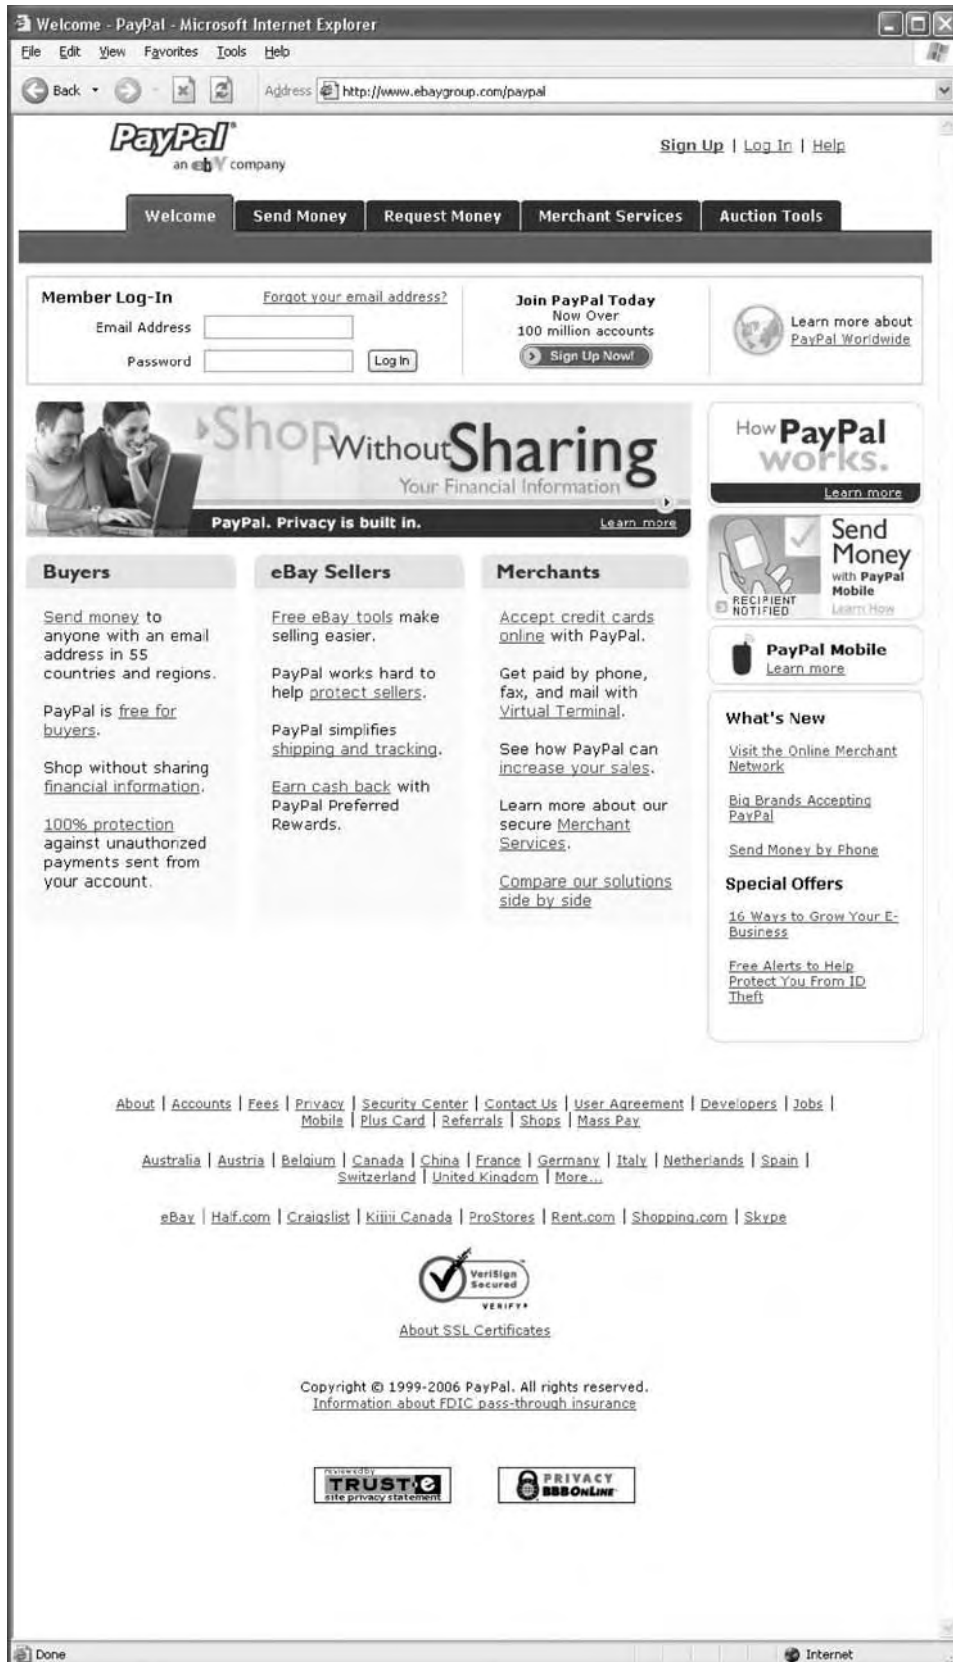 Welcome - PayPal - Microsoft Internet Explorer
File Edit View Favorites Tools Help
Back Address http://www.ebaygroup.com/paypal
PayPal®
an ebY company
Sign Up | Log In | Help
Welcome Send Money Request Money Merchant Services Auction Tools
Member Log-In Forgot your email address?
Email Address
Password Log In
Join PayPal Today
Now Over
100 million accounts
Sign Up Now!
Learn more about
PayPal Worldwide
Shop Without Sharing
Your Financial Information
PayPal. Privacy is built in. Learn more
How PayPal
works.
Learn more
Send
Money
with PayPal
Mobile
Learn How
RECIPIENT
NOTIFIED
PayPal Mobile
Learn more
Buyers
Send money to
anyone with an email
address in 55
countries and regions.
PayPal is free for
buyers.
Shop without sharing
financial information.
100% protection
against unauthorized
payments sent from
your account.
eBay Sellers
Free eBay tools make
selling easier.
PayPal works hard to
help protect sellers.
PayPal simplifies
shipping and tracking.
Earn cash back with
PayPal Preferred
Rewards.
Merchants
Accept credit cards
online with PayPal.
Get paid by phone,
fax, and mail with
Virtual Terminal.
See how PayPal can
increase your sales.
Learn more about our
secure Merchant
Services.
Compare our solutions
side by side
What's New
Visit the Online Merchant
Network
Big Brands Accepting
PayPal
Send Money by Phone
Special Offers
16 Ways to Grow Your E-
Business
Free Alerts to Help
Protect You From ID
Theft
About | Accounts | Fees | Privacy | Security Center | Contact Us | User Agreement | Developers | Jobs |
Mobile | Plus Card | Referrals | Shops | Mass Pay
Australia | Austria | Belgium | Canada | China | France | Germany | Italy | Netherlands | Spain |
Switzerland | United Kingdom | More...
eBay | Half.com | Craigslist | Kijiji Canada | ProStores | Rent.com | Shopping.com | Skype
VeriSign
Secured
VERIFY
About SSL Certificates
Copyright © 1999-2006 PayPal. All rights reserved.
Information about FDIC pass-through insurance
reviewed by
TRUSTe
site privacy statement
PRIVACY
BBBONLINE
Done Internet